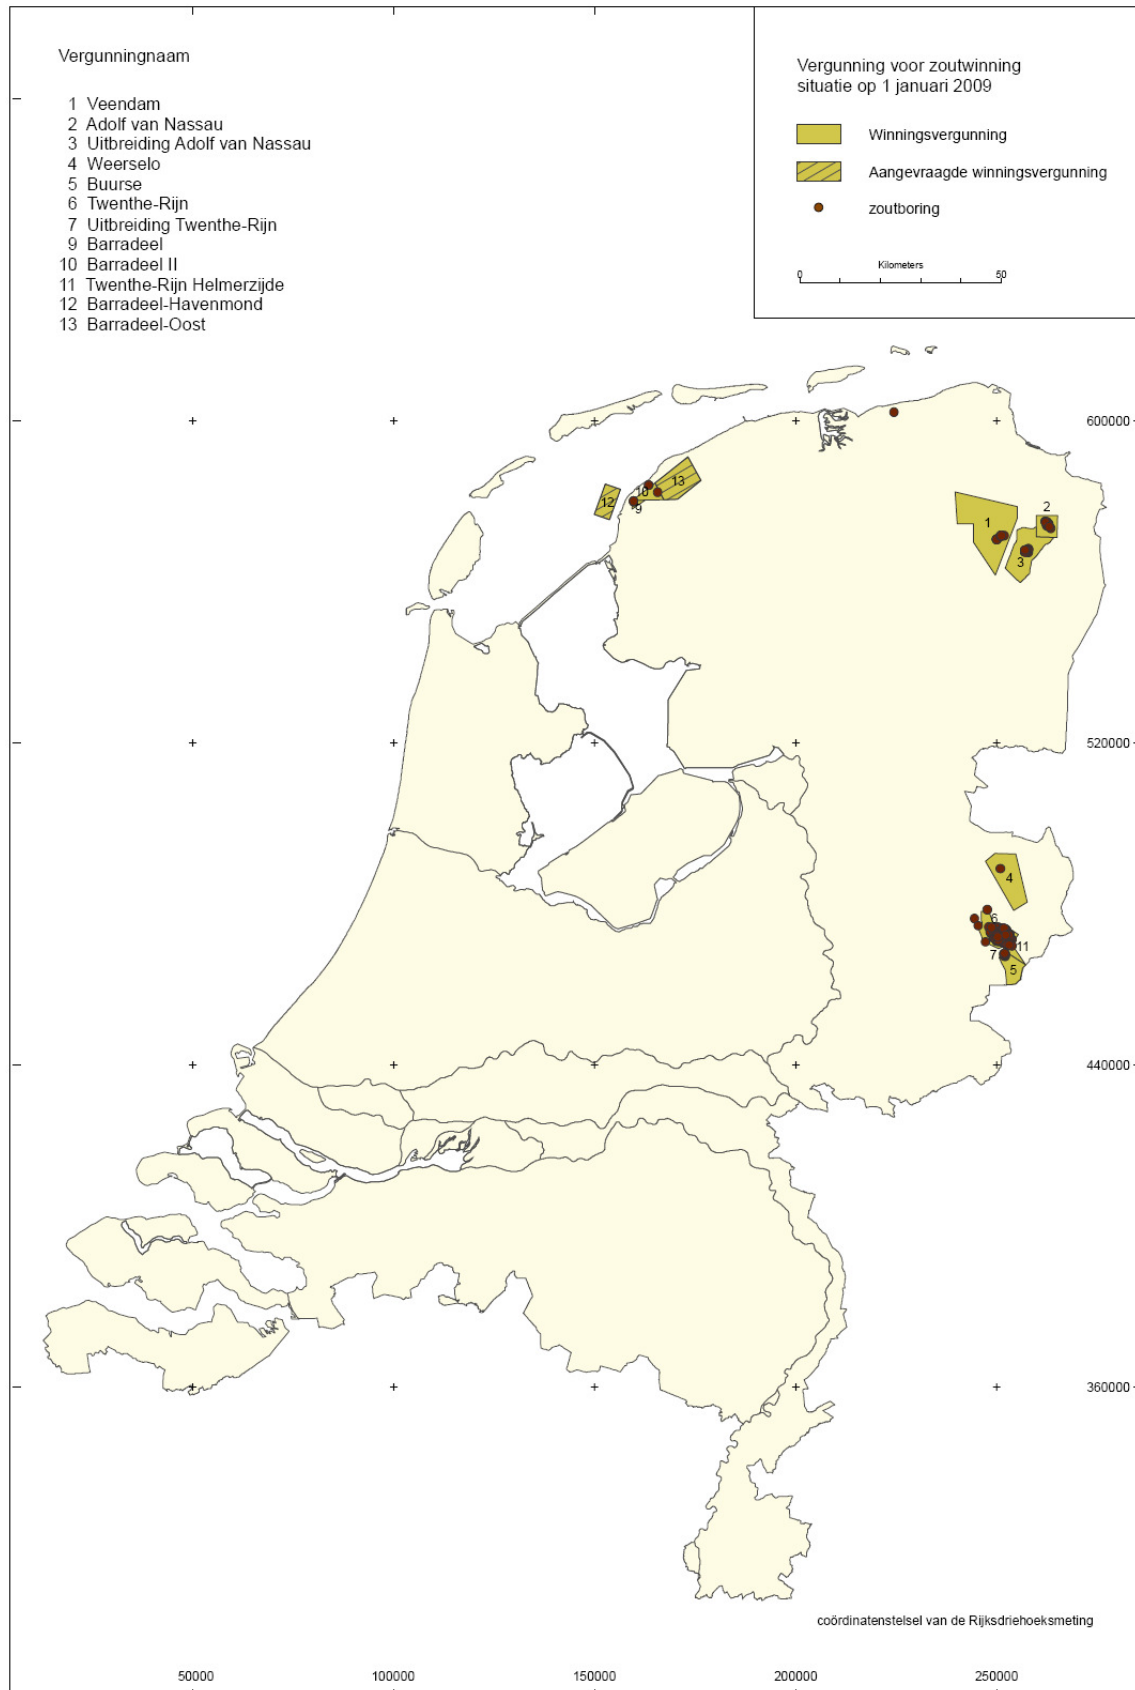 Vergunningnaam
1 Veendam
2 Adolf van Nassau
3 Uitbreiding Adolf van Nassau
4 Weerselo
5 Buurse
6 Twenthe-Rijn
7 Uitbreiding Twenthe-Rijn
9 Barradeel
10 Barradeel II
11 Twenthe-Rijn Helmerzijde
12 Barradeel-Havenmond
13 Barradeel-Oost
Vergunning voor zoutwinning
situatie op 1 januari 2009
Winningsvergunning
Aangevraagde winningsvergunning
zoutboring
Kilometers
0 50
600000
10 13
12
9
2
1
3
520000
4
6
11
7
5
440000
360000
coördinatenstelsel van de Rijksdriehoeksmeting
50000 100000 150000 200000 250000